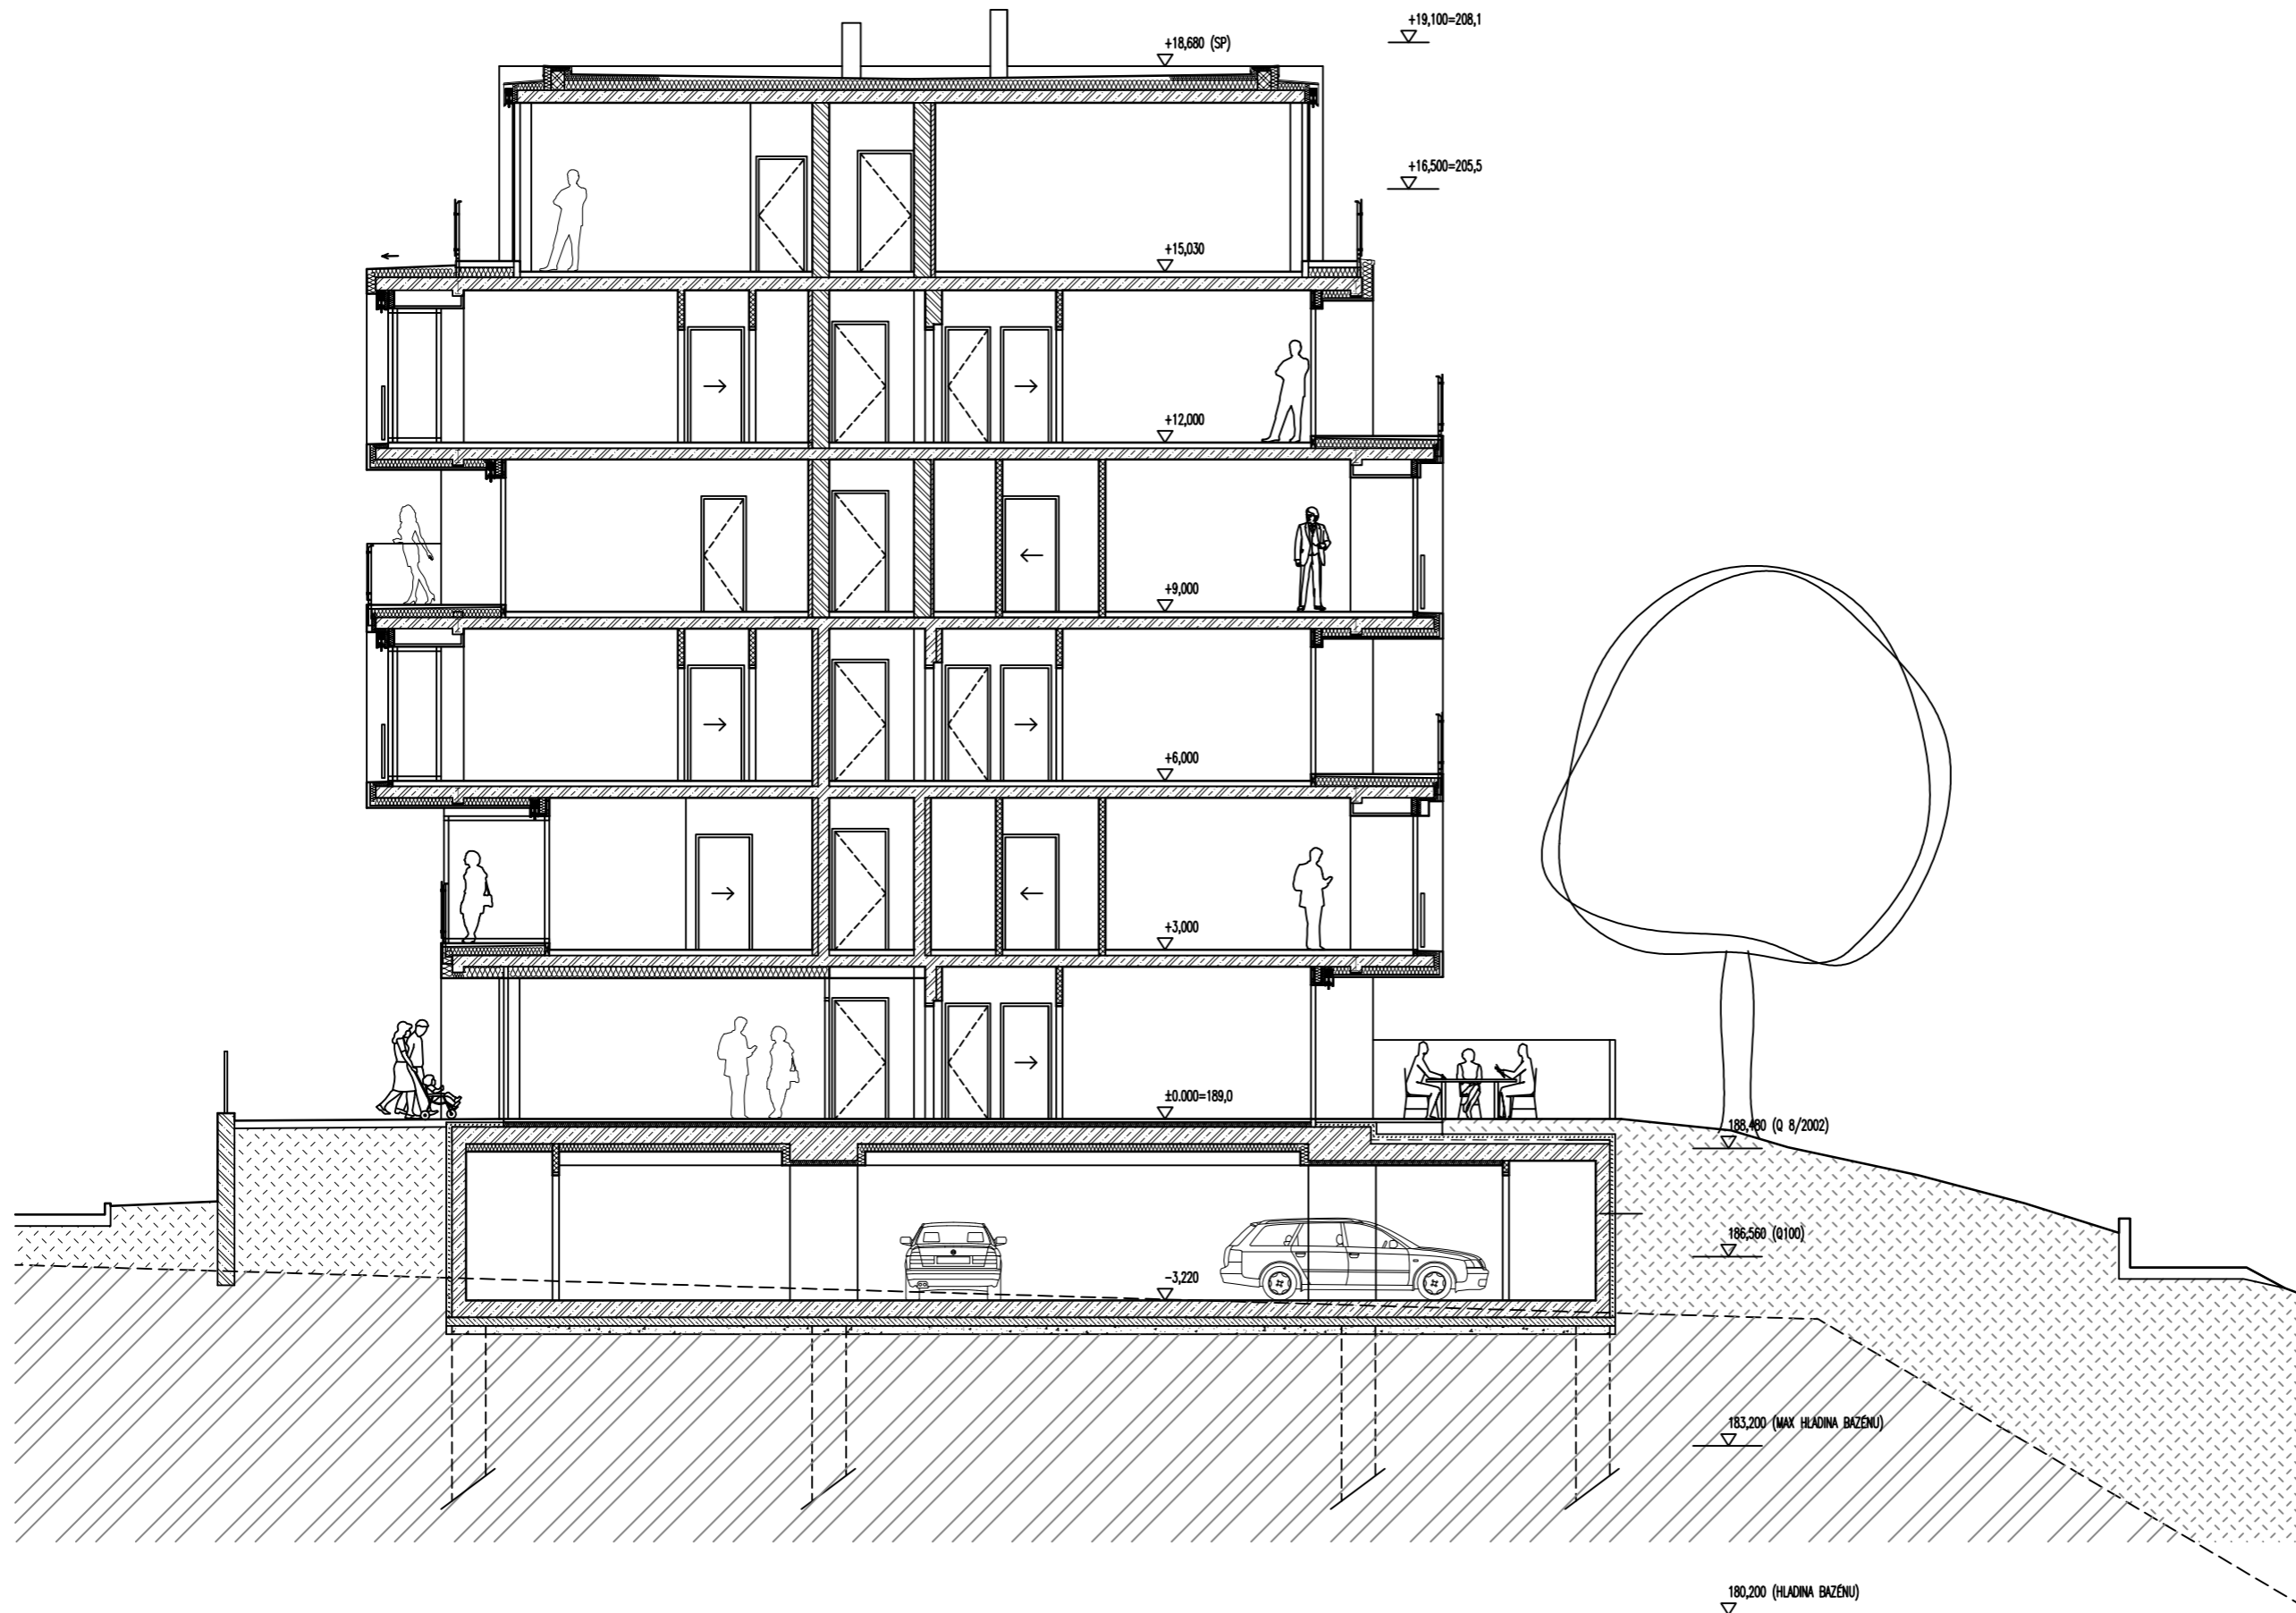 +19,100=208,1
+18,680 (SP)
+16,500=205,5
+15,030
+12,000
+9,000
+6,000
+3,000
±0.000=189,0
188,480 (Q 8/2002)
186,560 (Q100)
-3,220
183,200 (MAX HLADINA BAZÉNU)
180,200 (HLADINA BAZÉNU)